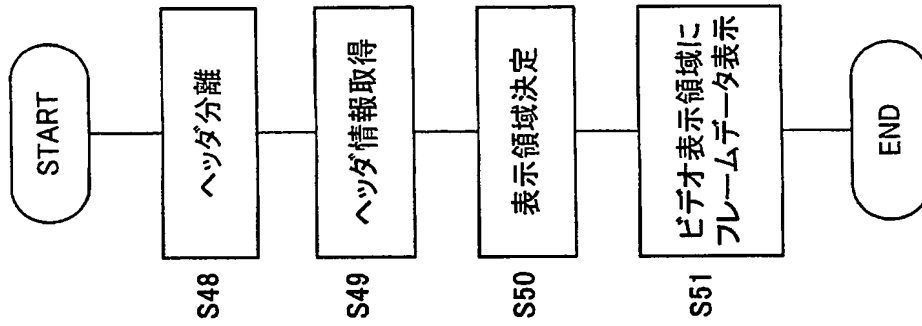 START
S48
ヘッダ分離
S49
ヘッダ情報取得
S50
表示領域決定
S51
ビデオ表示領域に
フレームデータ表示
END